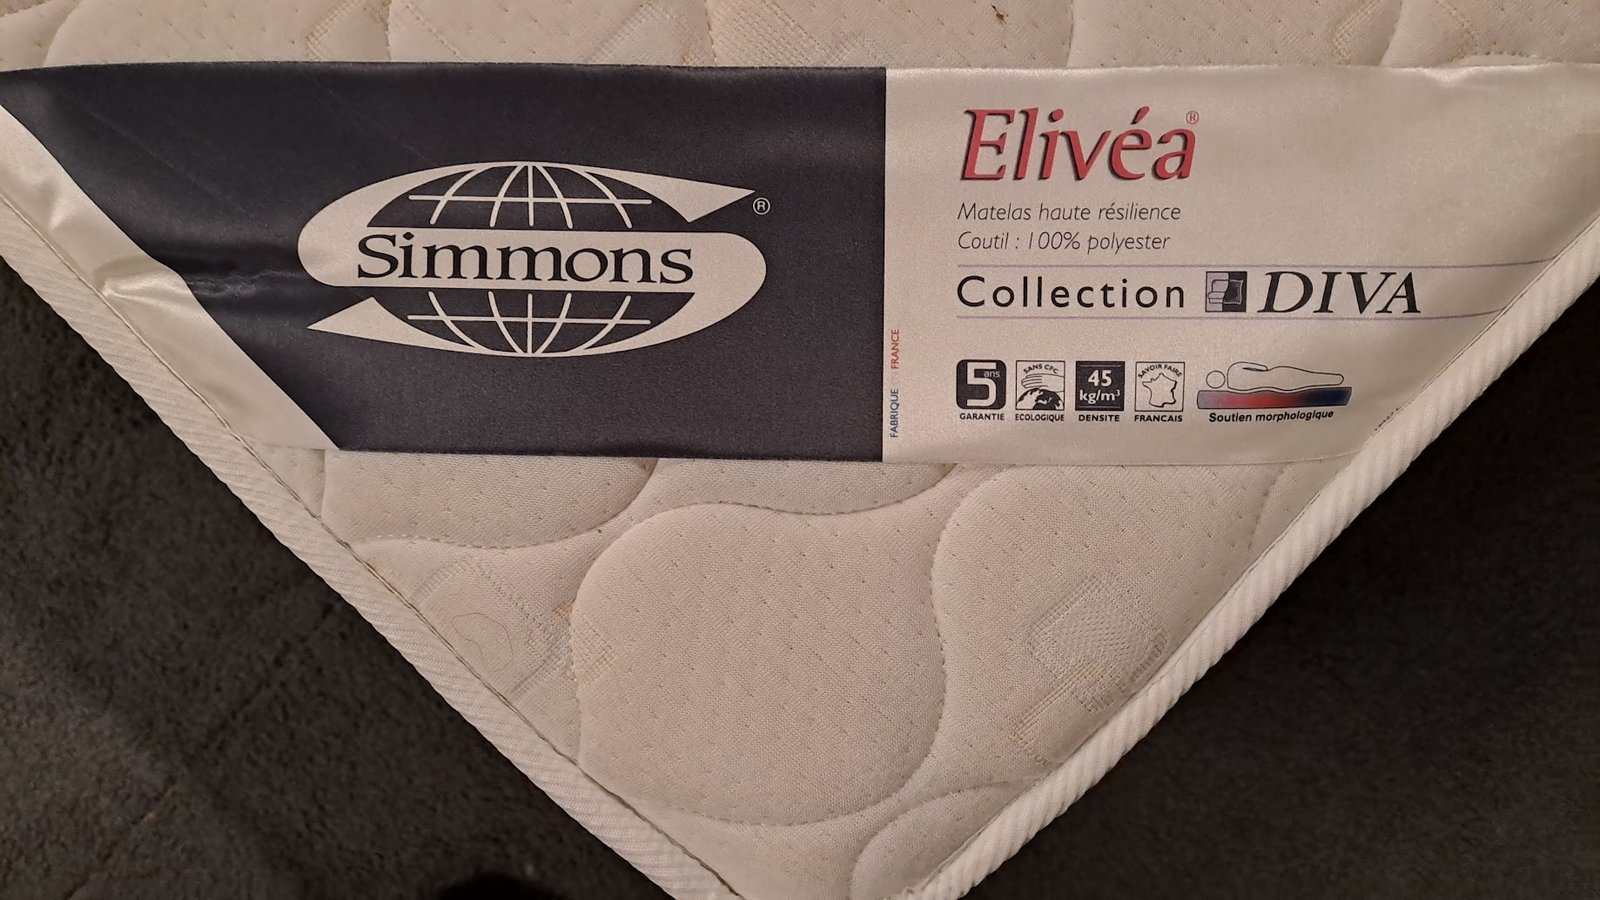 Simmons®
Elivéa®
Matelas haute résilience
Coutil : 100% polyester
Collection DIVA
FABRIQUE FRANCE
5 ans
GARANTIE
SANS CFC
ECOLOGIQUE
45
kg/m³
DENSITE
SAVOIR FAIRE
FRANCAIS
Soutien morphologique